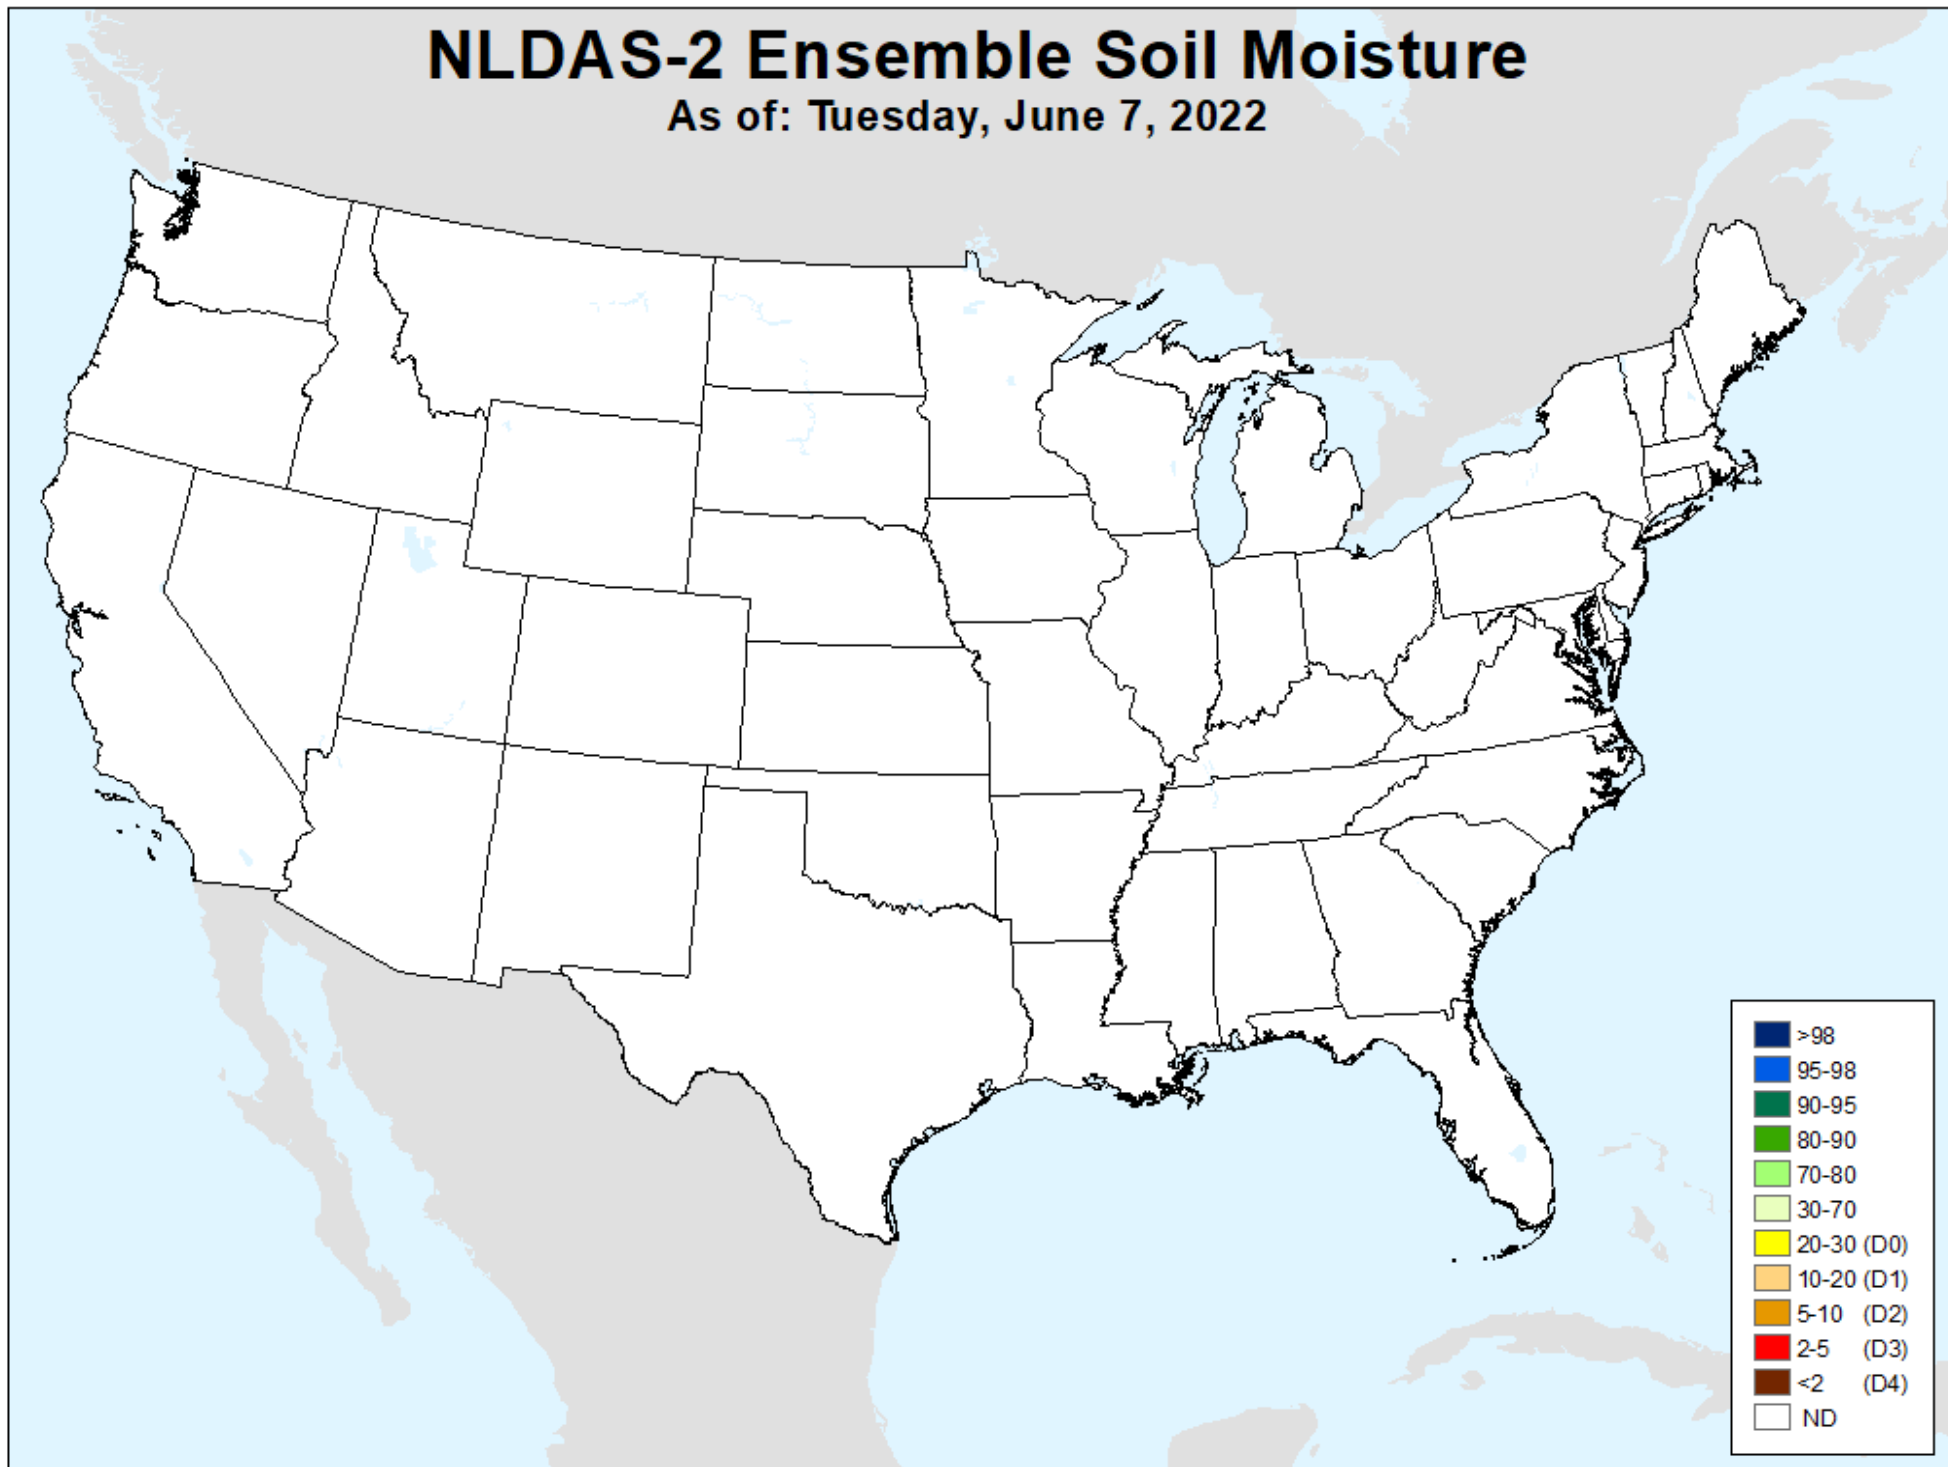 NLDAS-2 Ensemble Soil Moisture
As of: Tuesday, June 7, 2022
>98
95-98
90-95
80-90
70-80
30-70
20-30 (D0)
10-20 (D1)
5-10 (D2)
2-5 (D3)
<2 (D4)
ND